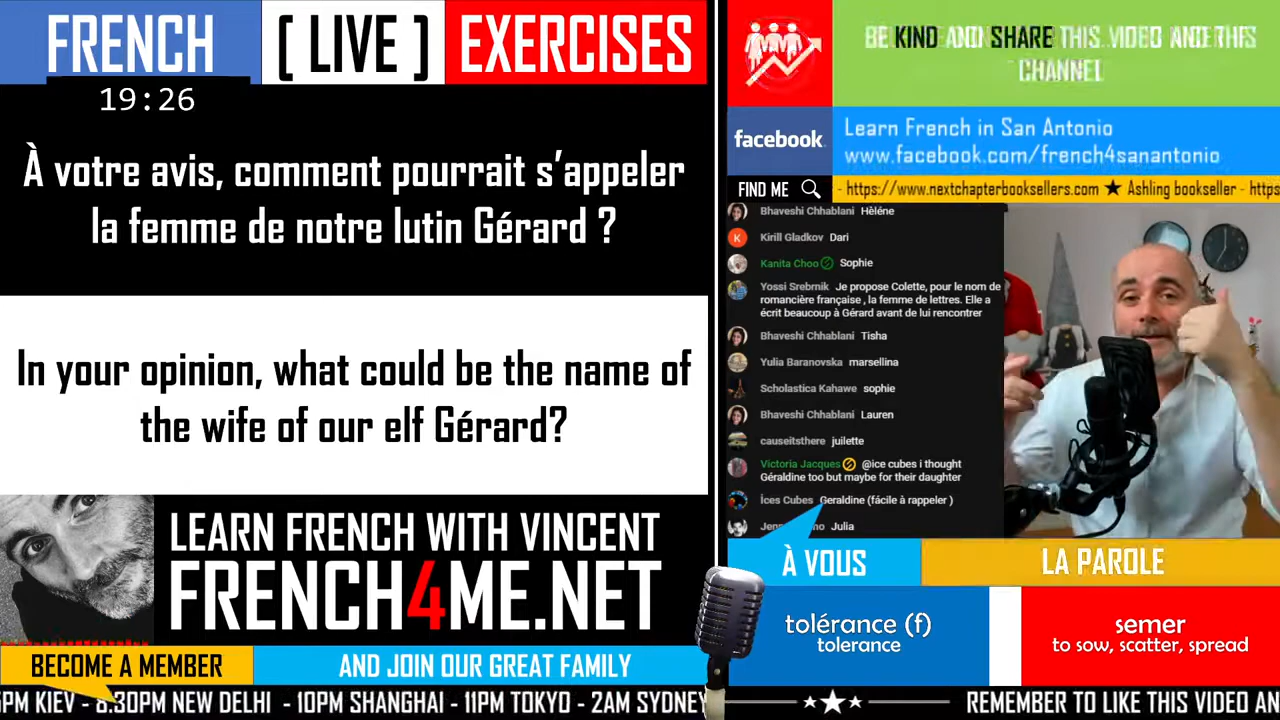 FRENCH [ LIVE ] EXERCISES
19:26
À votre avis, comment pourrait s’appeler
la femme de notre lutin Gérard ?
In your opinion, what could be the name of
the wife of our elf Gérard?
LEARN FRENCH WITH VINCENT
FRENCH4ME.NET
BECOME A MEMBER
AND JOIN OUR GREAT FAMILY
PM KIEV - 8:30PM NEW DELHI - 10PM SHANGHAI - 11PM TOKYO - 2AM SYDNEY
BE KIND AND SHARE THIS VIDEO AND THIS
CHANNEL
facebook
Learn French in San Antonio
www.facebook.com/french4sanantonio
FIND ME
- https://www.nextchapterbooksellers.com ★ Ashling bookseller - https
Bhaveshi Chhablani Hèléne
Kirill Gladkov Dari
Kanita Choo Sophie
Yossi Srebrnik Je propose Colette, pour le nom de
romancière française , la femme de lettres. Elle a
écrit beaucoup à Gérard avant de lui rencontrer
Bhaveshi Chhablani Tisha
Yulia Baranovska marsellina
Scholastica Kahawe sophie
Bhaveshi Chhablani Lauren
causeitsthere juilette
Victoria Jacques @ice cubes i thought
Géraldine too but maybe for their daughter
İces Cubes Geraldine (fácile à rappeler )
Julia
À VOUS
LA PAROLE
tolérance (f)
tolerance
semer
to sow, scatter, spread
REMEMBER TO LIKE THIS VIDEO AN